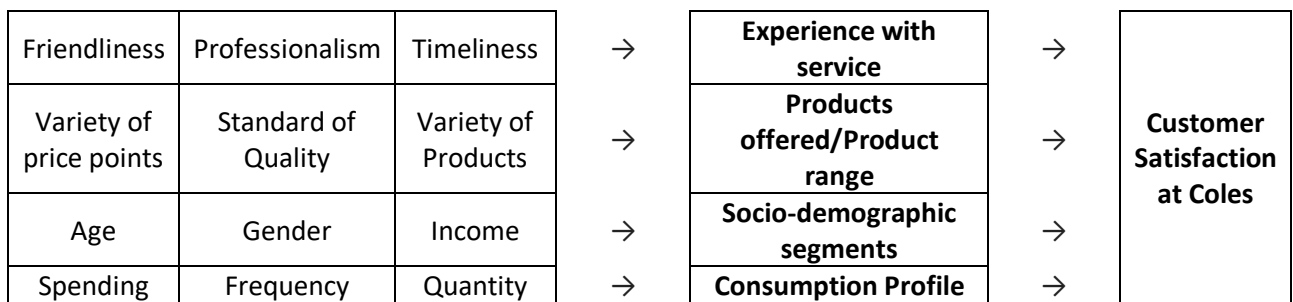 Friendliness Professionalism Timeliness → Experience with service →
Variety of price points Standard of Quality Variety of Products → Products offered/Product range →
Customer Satisfaction at Coles
Age Gender Income → Socio-demographic segments →
Spending Frequency Quantity → Consumption Profile →